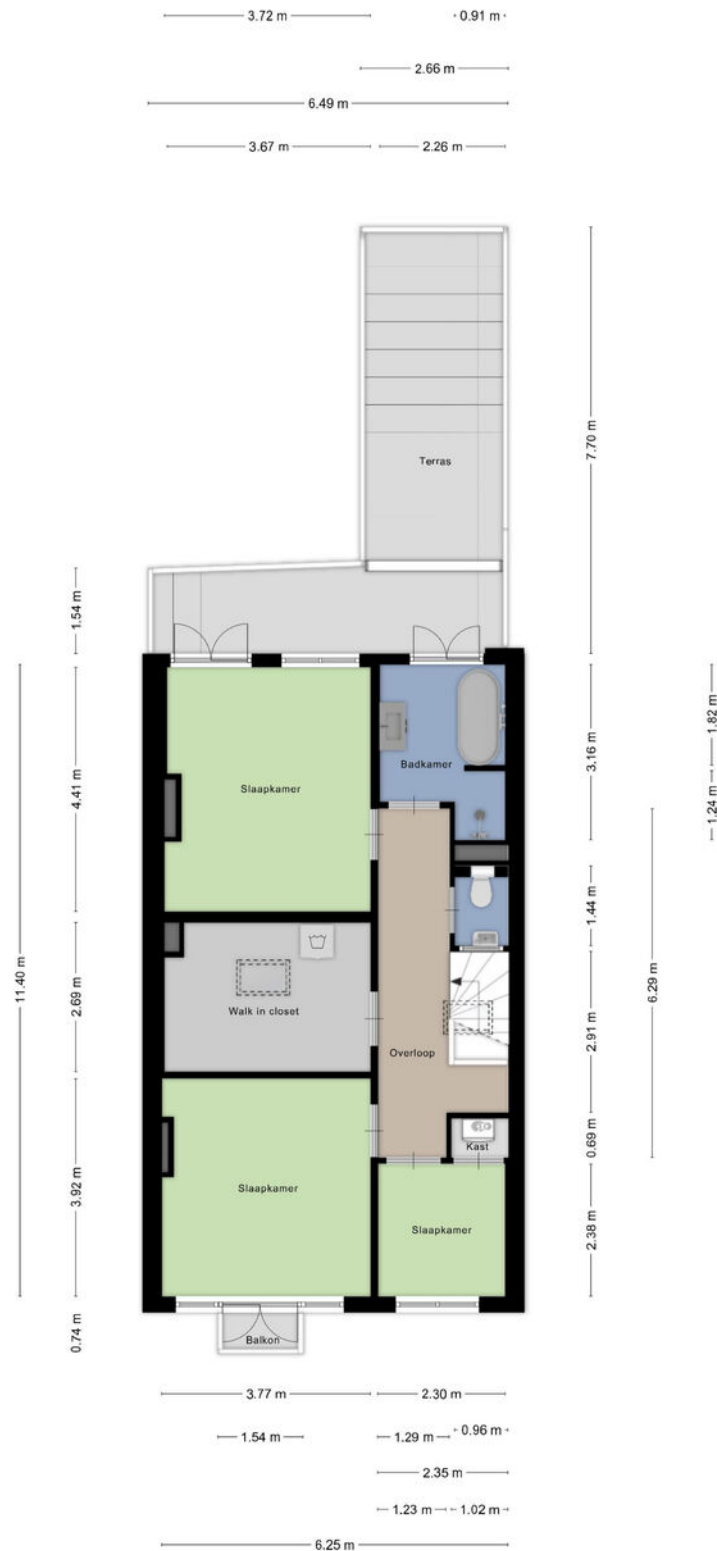 3.72 m
0.91 m
2.66 m
6.49 m
3.67 m
2.26 m
7.70 m
Terras
1.54 m
11.40 m
4.41 m
Slaapkamer
Badkamer
3.16 m
1.82 m
1.24 m
1.44 m
6.29 m
2.69 m
Walk in closet
2.91 m
Overloop
0.69 m
Kast
3.92 m
Slaapkamer
Slaapkamer
2.38 m
0.74 m
Balkon
3.77 m
2.30 m
1.54 m
1.29 m
0.96 m
2.35 m
1.23 m
1.02 m
6.25 m